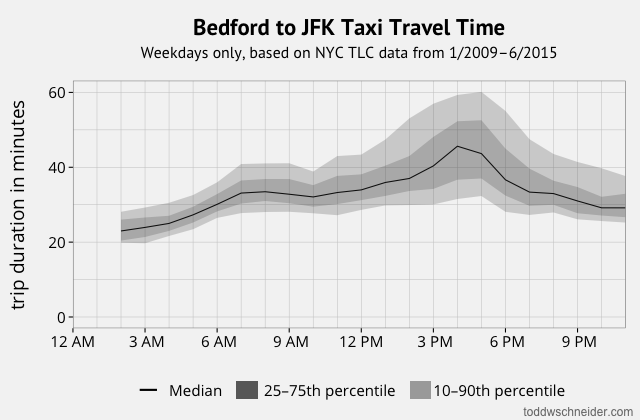 Bedford to JFK Taxi Travel Time
Weekdays only, based on NYC TLC data from 1/2009–6/2015
trip duration in minutes
60
40
20
0
12 AM 3 AM 6 AM 9 AM 12 PM 3 PM 6 PM 9 PM
Median 25–75th percentile 10–90th percentile
toddwschneider.com